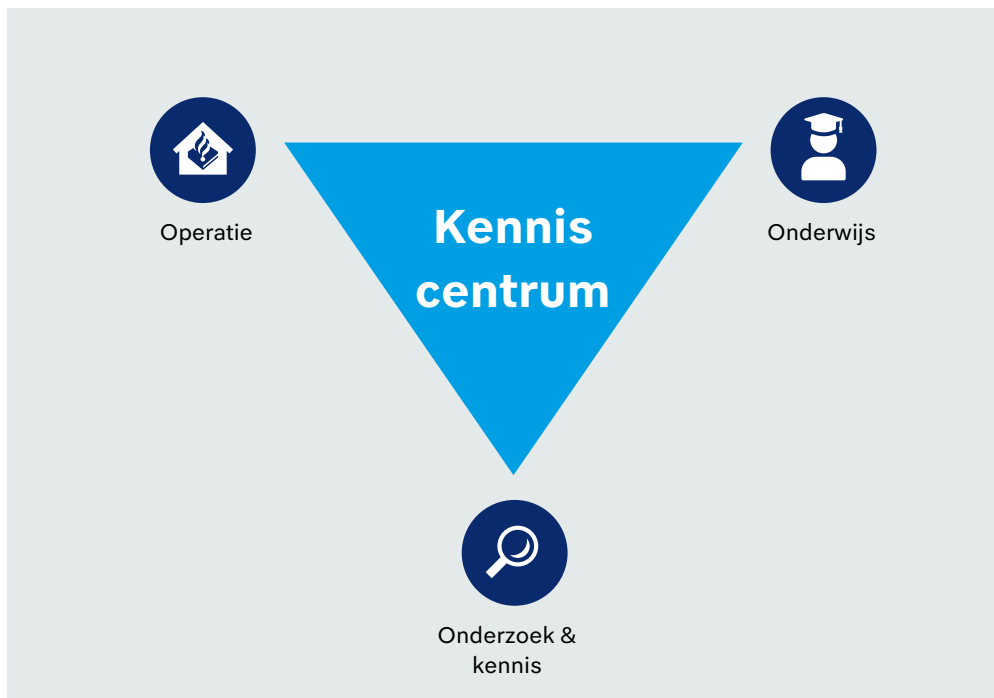 Operatie
Kennis
centrum
Onderwijs
Onderzoek &
kennis